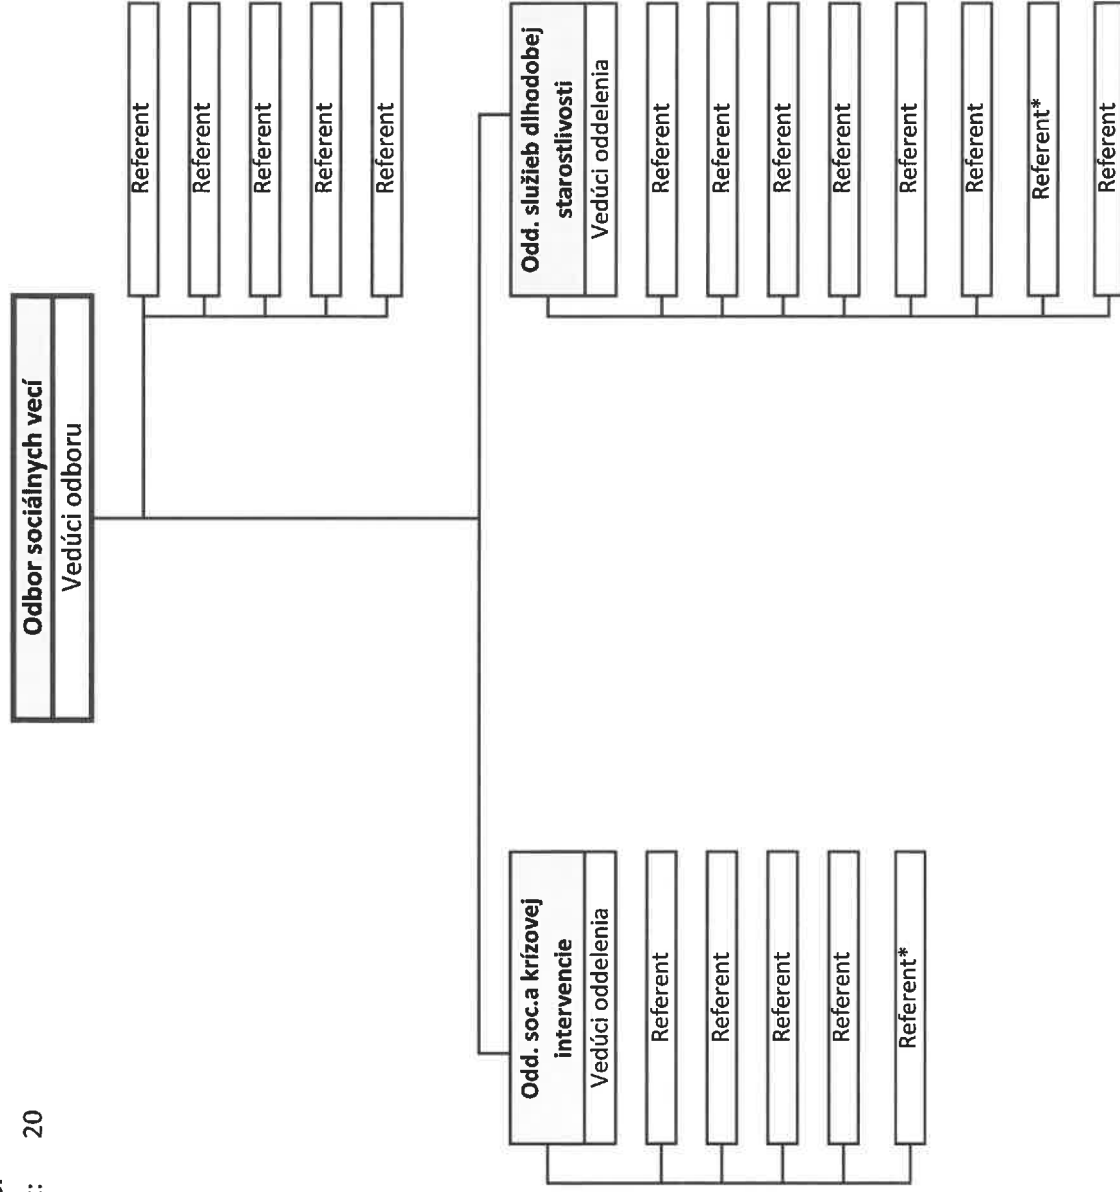 : 20
Odbor sociálnych vecí
Vedúci odboru
Referent
Referent
Referent
Referent
Referent
Odd. soc.a krízovej
intervencie
Vedúci oddelenia
Referent
Referent
Referent
Referent
Referent*
Odd. služieb dlhodobej
starostlivosti
Vedúci oddelenia
Referent
Referent
Referent
Referent
Referent
Referent
Referent*
Referent